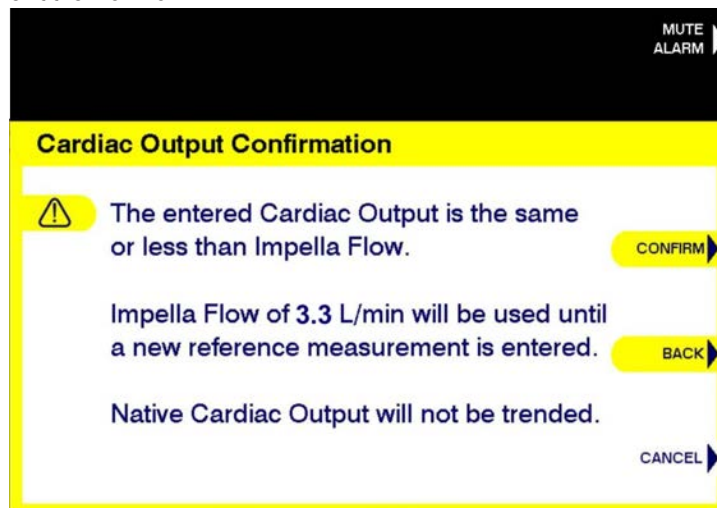 MUTE
ALARM
Cardiac Output Confirmation
The entered Cardiac Output is the same
or less than Impella Flow.
CONFIRM
Impella Flow of 3.3 L/min will be used until
a new reference measurement is entered.
BACK
Native Cardiac Output will not be trended.
CANCEL